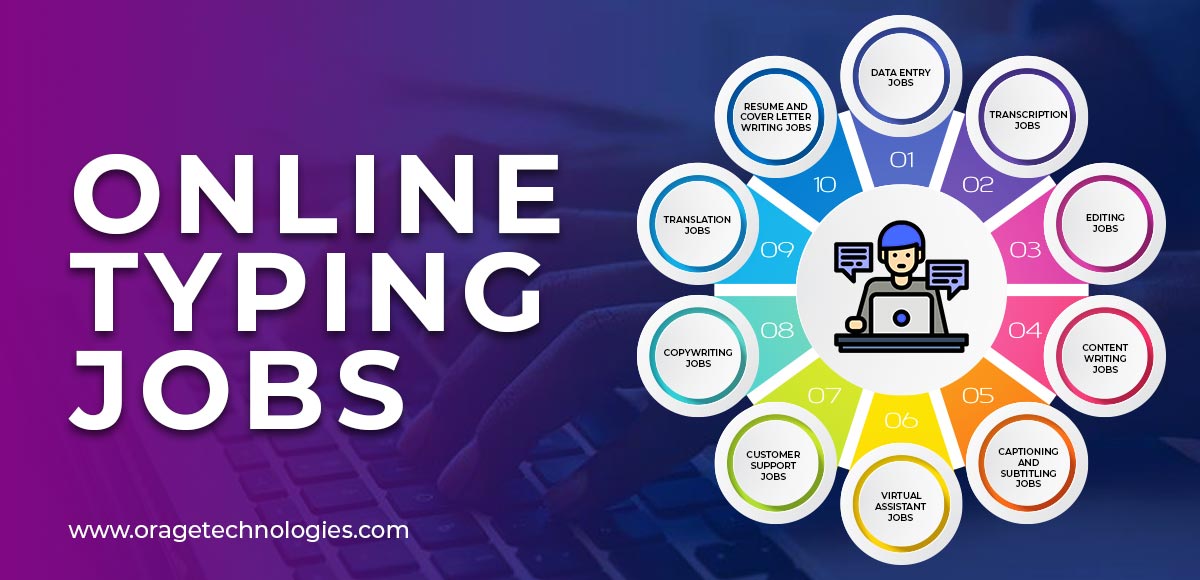 ONLINE
TYPING
JOBS
www.oragetechnologies.com
01
DATA ENTRY
JOBS
02
TRANSCRIPTION
JOBS
03
EDITING
JOBS
04
CONTENT
WRITING
JOBS
05
CAPTIONING
AND
SUBTITLING
JOBS
06
VIRTUAL
ASSISTANT
JOBS
07
CUSTOMER
SUPPORT
JOBS
08
COPYWRITING
JOBS
09
TRANSLATION
JOBS
10
RESUME AND
COVER LETTER
WRITING JOBS